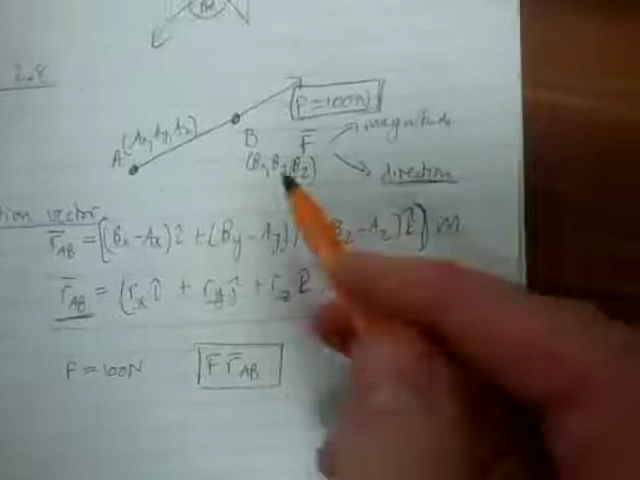 2.8
F=100N
(Ax, Ay, Az)
magnitude
A
B
F̄
(Bx, By, Bz)
direction
tion vector
r̄AB = [(Bx - Ax) î + (By - Ay) Bz - Az) k̂] m
r̄AB = (rx î + ry ĵ + rz k̂
F = 100N
F r̄AB